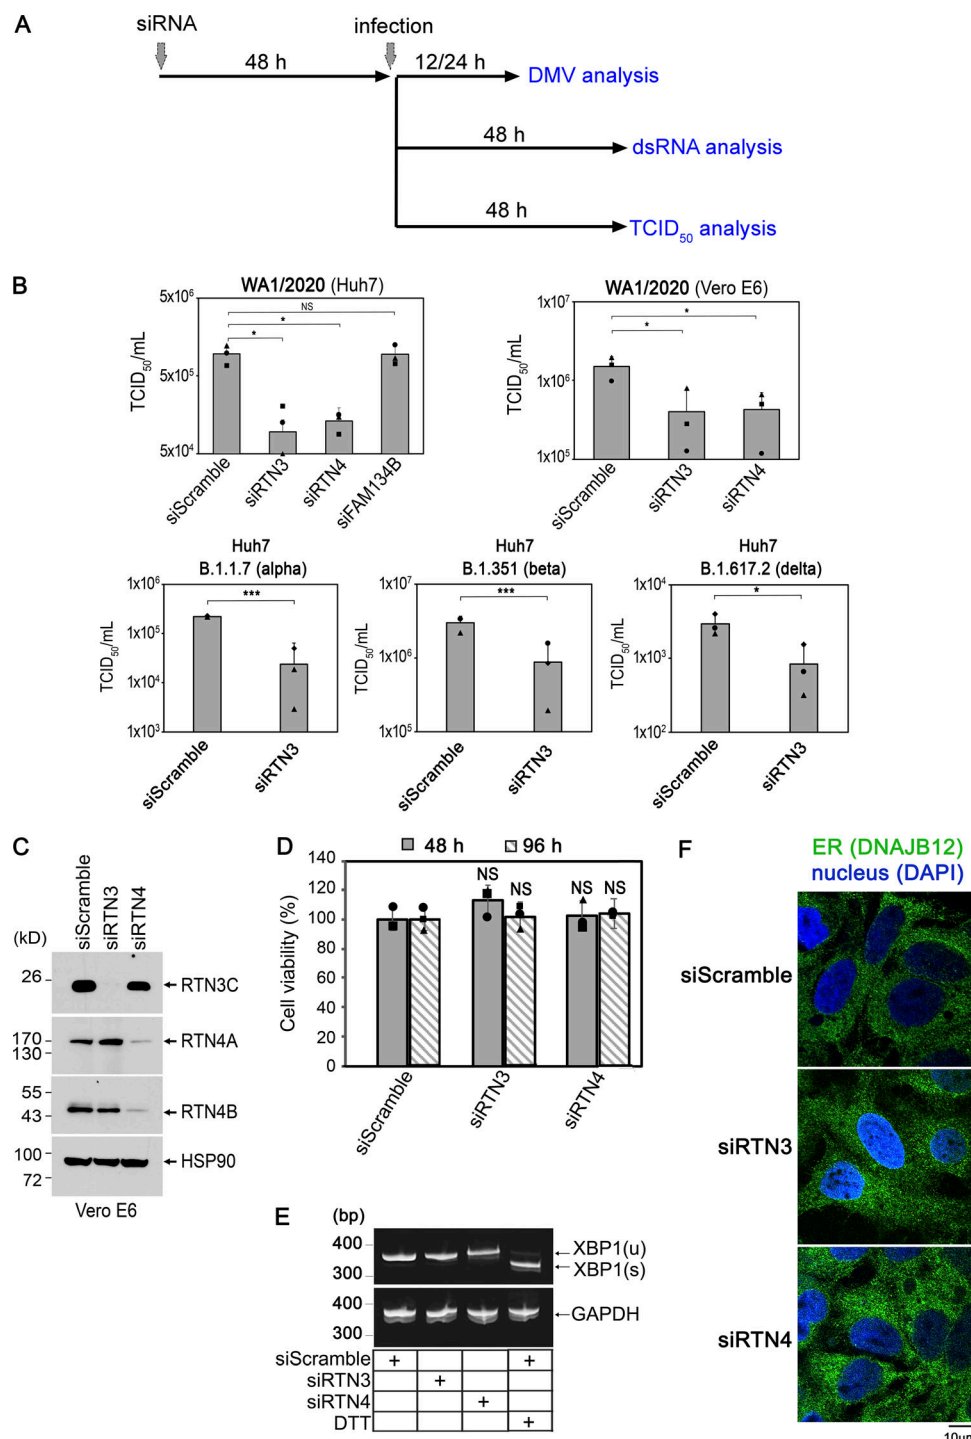 A
siRNA
infection
48 h
12/24 h
DMV analysis
48 h
dsRNA analysis
48 h
TCID50 analysis
B
WA1/2020 (Huh7)
5x10^6
NS
*
*
TCID50/mL
5x10^5
5x10^4
siScramble
siRTN3
siRTN4
siFAM134B
WA1/2020 (Vero E6)
1x10^7
*
*
TCID50/mL
1x10^6
1x10^5
siScramble
siRTN3
siRTN4
Huh7
B.1.1.7 (alpha)
1x10^6
***
TCID50/mL
1x10^5
1x10^4
1x10^3
siScramble
siRTN3
Huh7
B.1.351 (beta)
1x10^7
***
TCID50/mL
1x10^6
1x10^5
siScramble
siRTN3
Huh7
B.1.617.2 (delta)
1x10^4
*
TCID50/mL
1x10^3
1x10^2
siScramble
siRTN3
C
siScramble
siRTN3
siRTN4
(kD)
26
RTN3C
170
130
RTN4A
55
43
RTN4B
100
72
HSP90
Vero E6
D
48 h
96 h
140
120
100
80
60
40
20
0
Cell viability (%)
NS
NS
NS
NS
siScramble
siRTN3
siRTN4
E
(bp)
400
300
XBP1(u)
XBP1(s)
400
300
GAPDH
siScramble + +
siRTN3 +
siRTN4 +
DTT +
F
ER (DNAJB12)
nucleus (DAPI)
siScramble
siRTN3
siRTN4
10µm